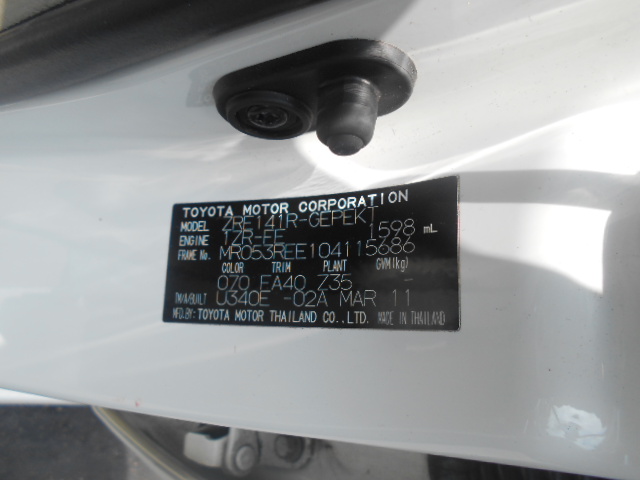 TOYOTA MOTOR CORPORATION
MODEL ZRE141R-GEPEKT
ENGINE 1ZR-FE 1598 mL
FRAME No. MR053REE104115686
COLOR TRIM PLANT GVM(kg)
070 EA40 Z35 -
T/A/BUILT U340E -02A MAR 11
MFD.BY: TOYOTA MOTOR THAILAND CO.,LTD. MADE IN THAILAND